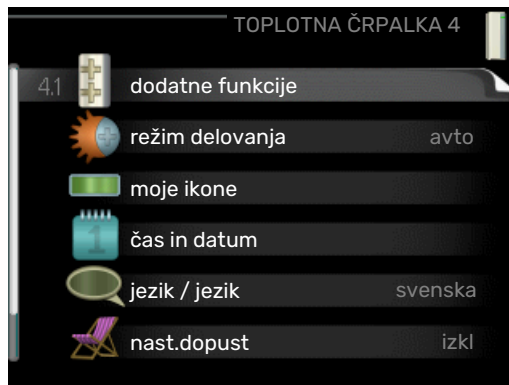 TOPLOTNA ČRPALKA 4
4.1 dodatne funkcije
režim delovanja avto
moje ikone
1 čas in datum
jezik / jezik svenska
nast.dopust izkl